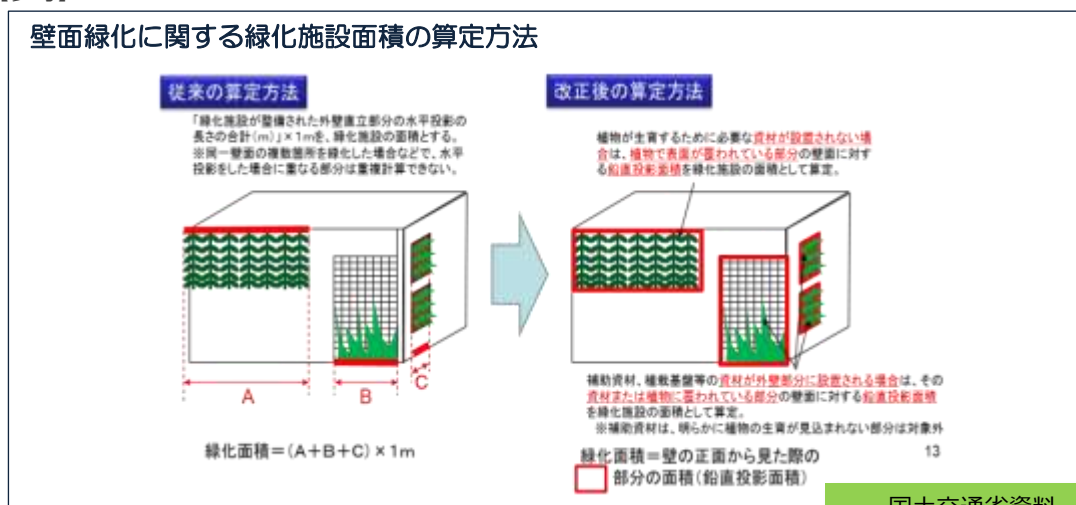 壁面緑化に関する緑化施設面積の算定方法
従来の算定方法
「緑化施設が整備された外壁直立部分の水平投影の
長さの合計(m)」×1mを、緑化施設の面積とする。
※同一壁面の複数箇所を緑化した場合などで、水平
投影をした場合に重なる部分は重複計算できない。
A
B
C
緑化面積=(A+B+C)×1m
改正後の算定方法
植物が生育するために必要な資材が設置されない場
合は、植物で表面が覆われている部分の壁面に対す
る鉛直投影面積を緑化施設の面積として算定。
補助資材、植栽基盤等の資材が外壁部分に設置される場合は、その
資材または植物に覆われている部分の壁面に対する鉛直投影面積
を緑化施設の面積として算定。
※補助資材は、明らかに植物の生育が見込まれない部分は対象外
緑化面積=壁の正面から見た際の
部分の面積(鉛直投影面積)
13